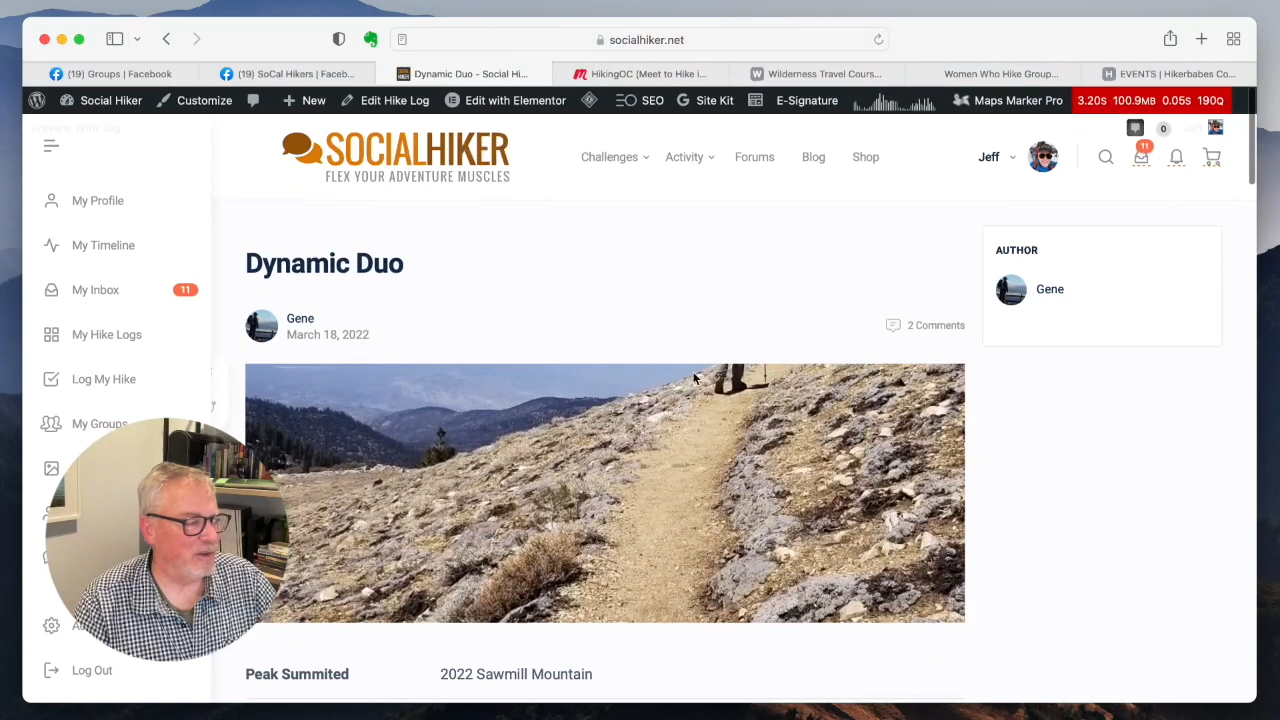 socialhiker.net
(19) Groups | Facebook
(19) SoCal Hikers | Faceb...
Dynamic Duo - Social Hi...
HikingOC (Meet to Hike i...
Wilderness Travel Cours...
Women Who Hike Group...
EVENTS | Hikerbabes Co...
Social Hiker
Customize
New
Edit Hike Log
Edit with Elementor
SEO
Site Kit
E-Signature
Maps Marker Pro
3.20S 100.9MB 0.05S 190Q
Preview With Tag
0
SOCIALHIKER
FLEX YOUR ADVENTURE MUSCLES
Challenges
Activity
Forums
Blog
Shop
Jeff
11
My Profile
My Timeline
My Inbox
11
My Hike Logs
Log My Hike
My Groups
Log Out
Dynamic Duo
Gene
March 18, 2022
2 Comments
AUTHOR
Gene
Peak Summited
2022 Sawmill Mountain